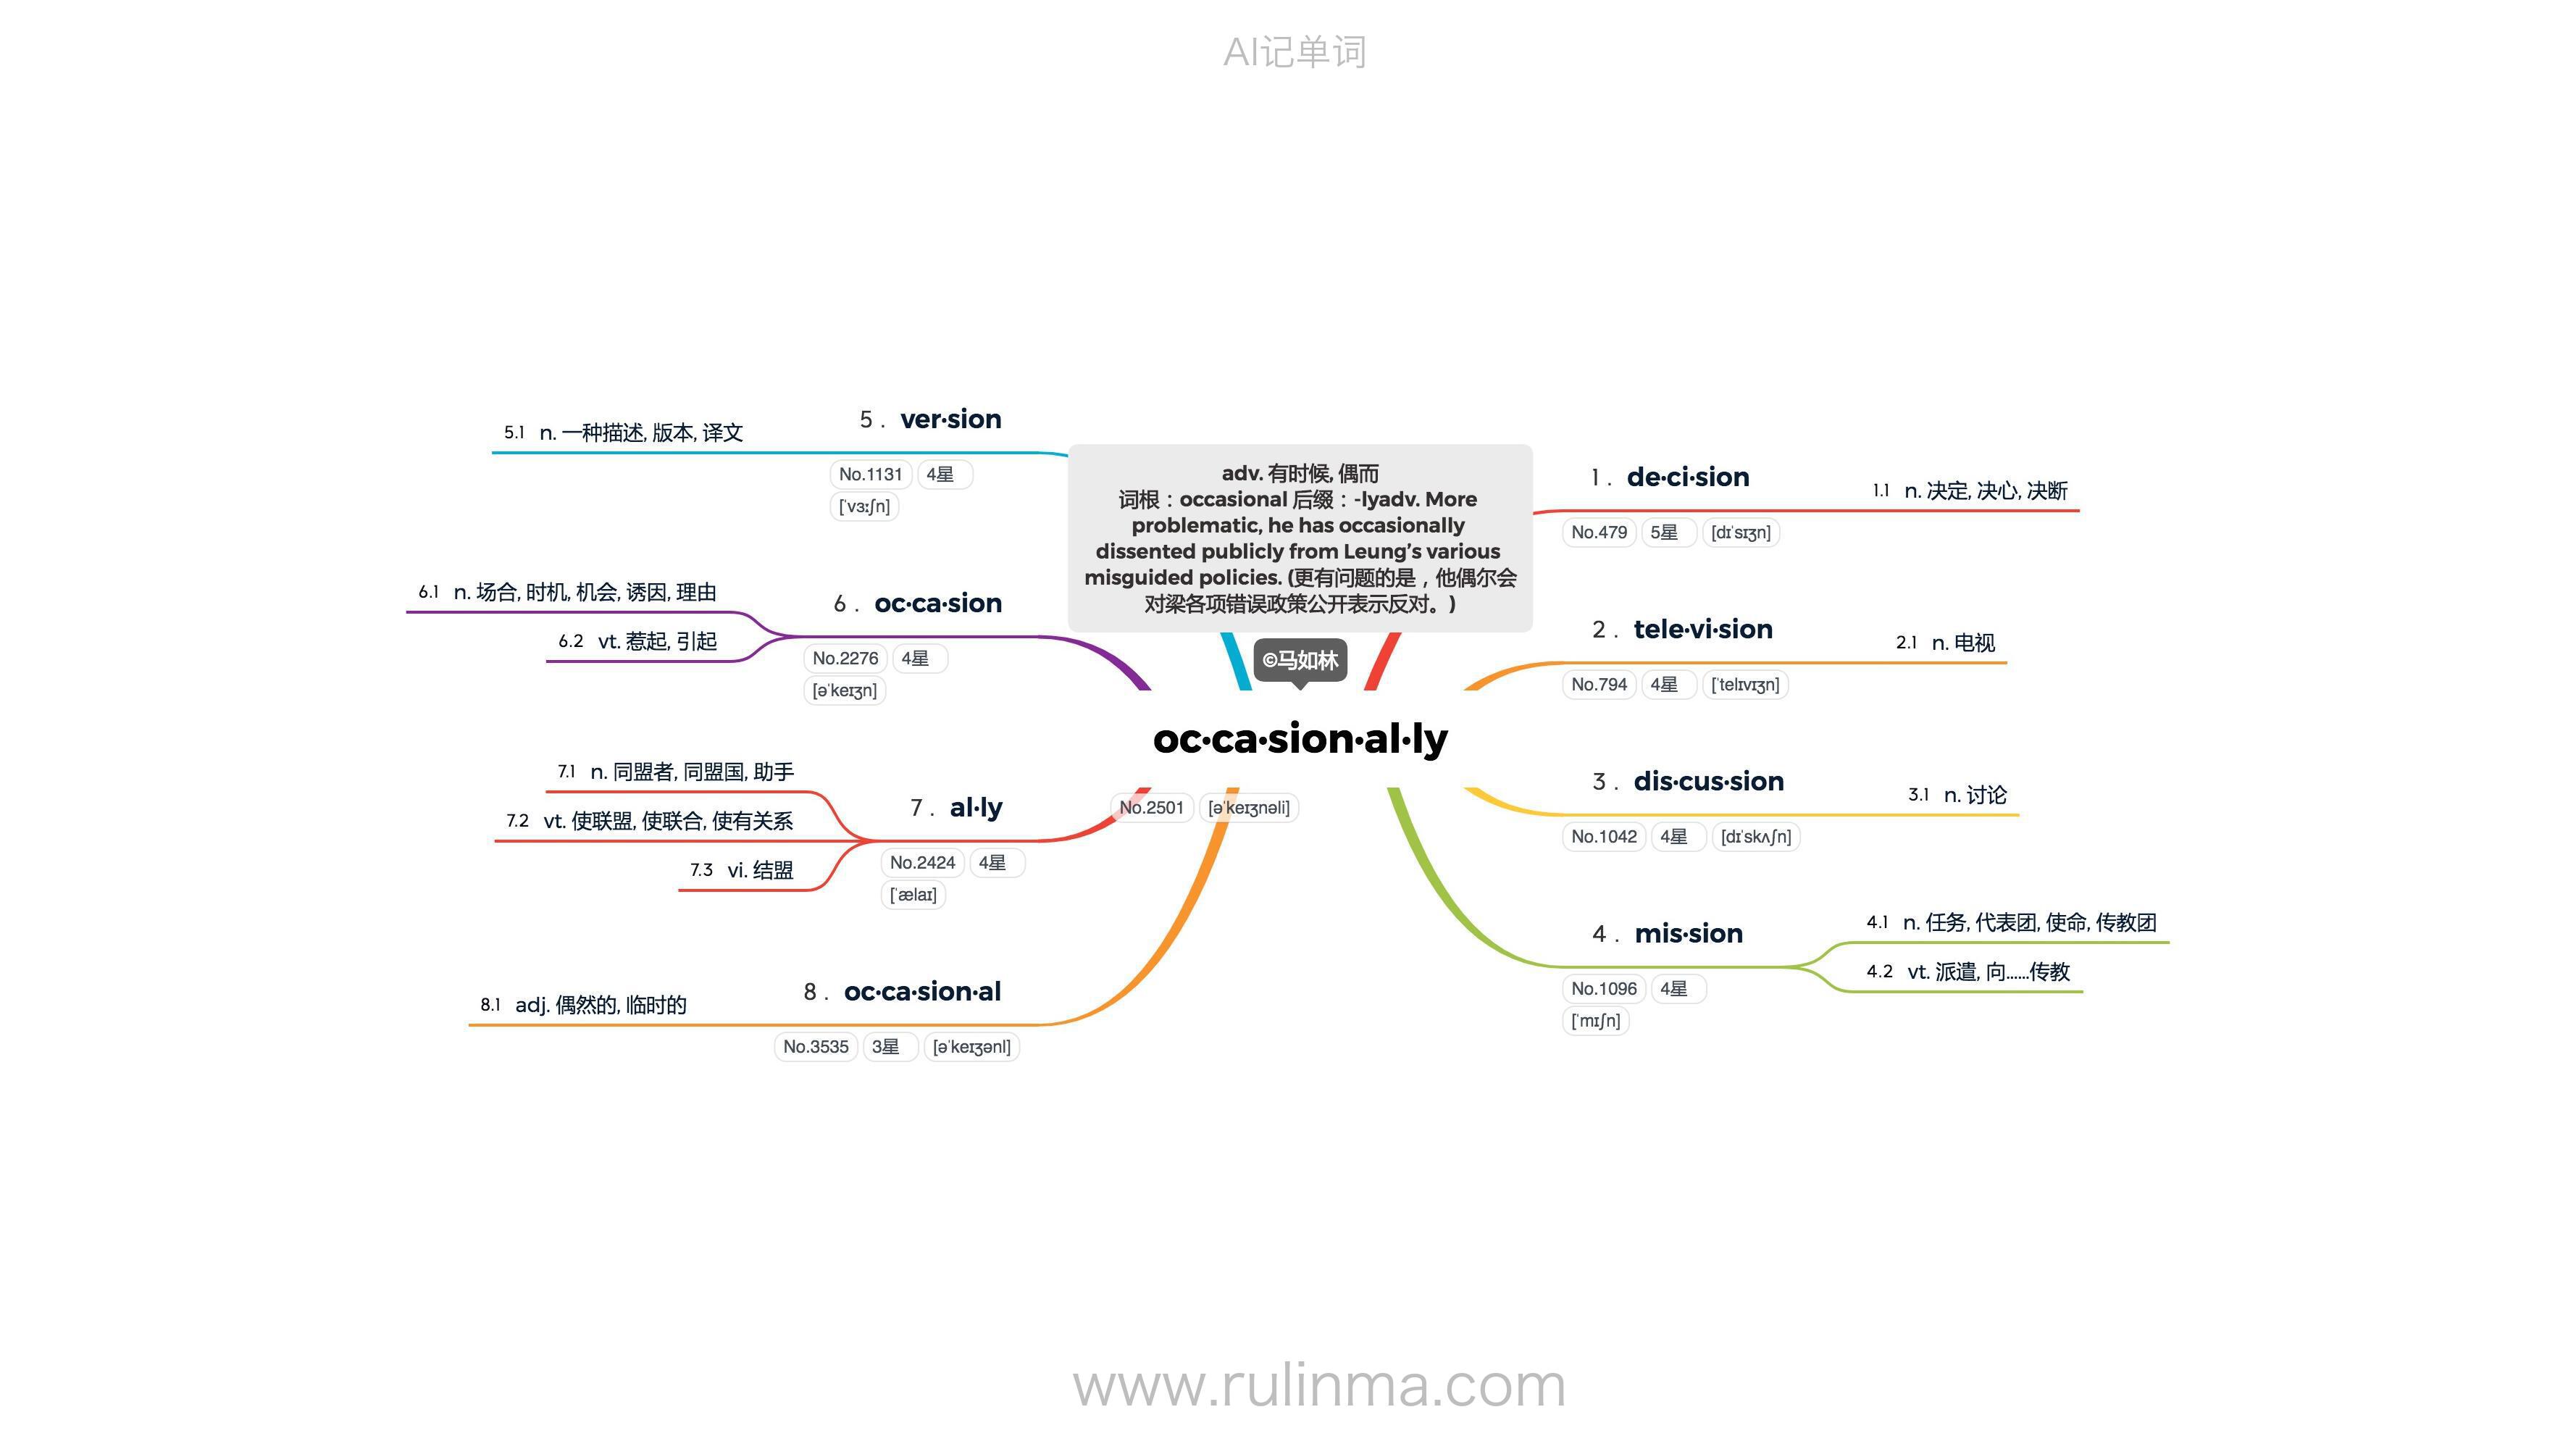 AI记单词
adv. 有时候, 偶而
词根：occasional 后缀：-lyadv. More
problematic, he has occasionally
dissented publicly from Leung’s various
misguided policies. (更有问题的是，他偶尔会
对梁各项错误政策公开表示反对。)
©马如林
oc·ca·sion·al·ly
No.2501 [əˈkeɪʒnəli]
1. de·ci·sion
No.479 5星 [dɪˈsɪʒn]
1.1 n. 决定, 决心, 决断
2. tele·vi·sion
No.794 4星 [ˈtelɪvɪʒn]
2.1 n. 电视
3. dis·cus·sion
No.1042 4星 [dɪˈskʌʃn]
3.1 n. 讨论
4. mis·sion
No.1096 4星
[ˈmɪʃn]
4.1 n. 任务, 代表团, 使命, 传教团
4.2 vt. 派遣, 向......传教
5. ver·sion
No.1131 4星
[ˈvɜːʃn]
5.1 n. 一种描述, 版本, 译文
6. oc·ca·sion
No.2276 4星
[əˈkeɪʒn]
6.1 n. 场合, 时机, 机会, 诱因, 理由
6.2 vt. 惹起, 引起
7. al·ly
No.2424 4星
[ˈælaɪ]
7.1 n. 同盟者, 同盟国, 助手
7.2 vt. 使联盟, 使联合, 使有关系
7.3 vi. 结盟
8. oc·ca·sion·al
No.3535 3星 [əˈkeɪʒənl]
8.1 adj. 偶然的, 临时的
www.rulinma.com